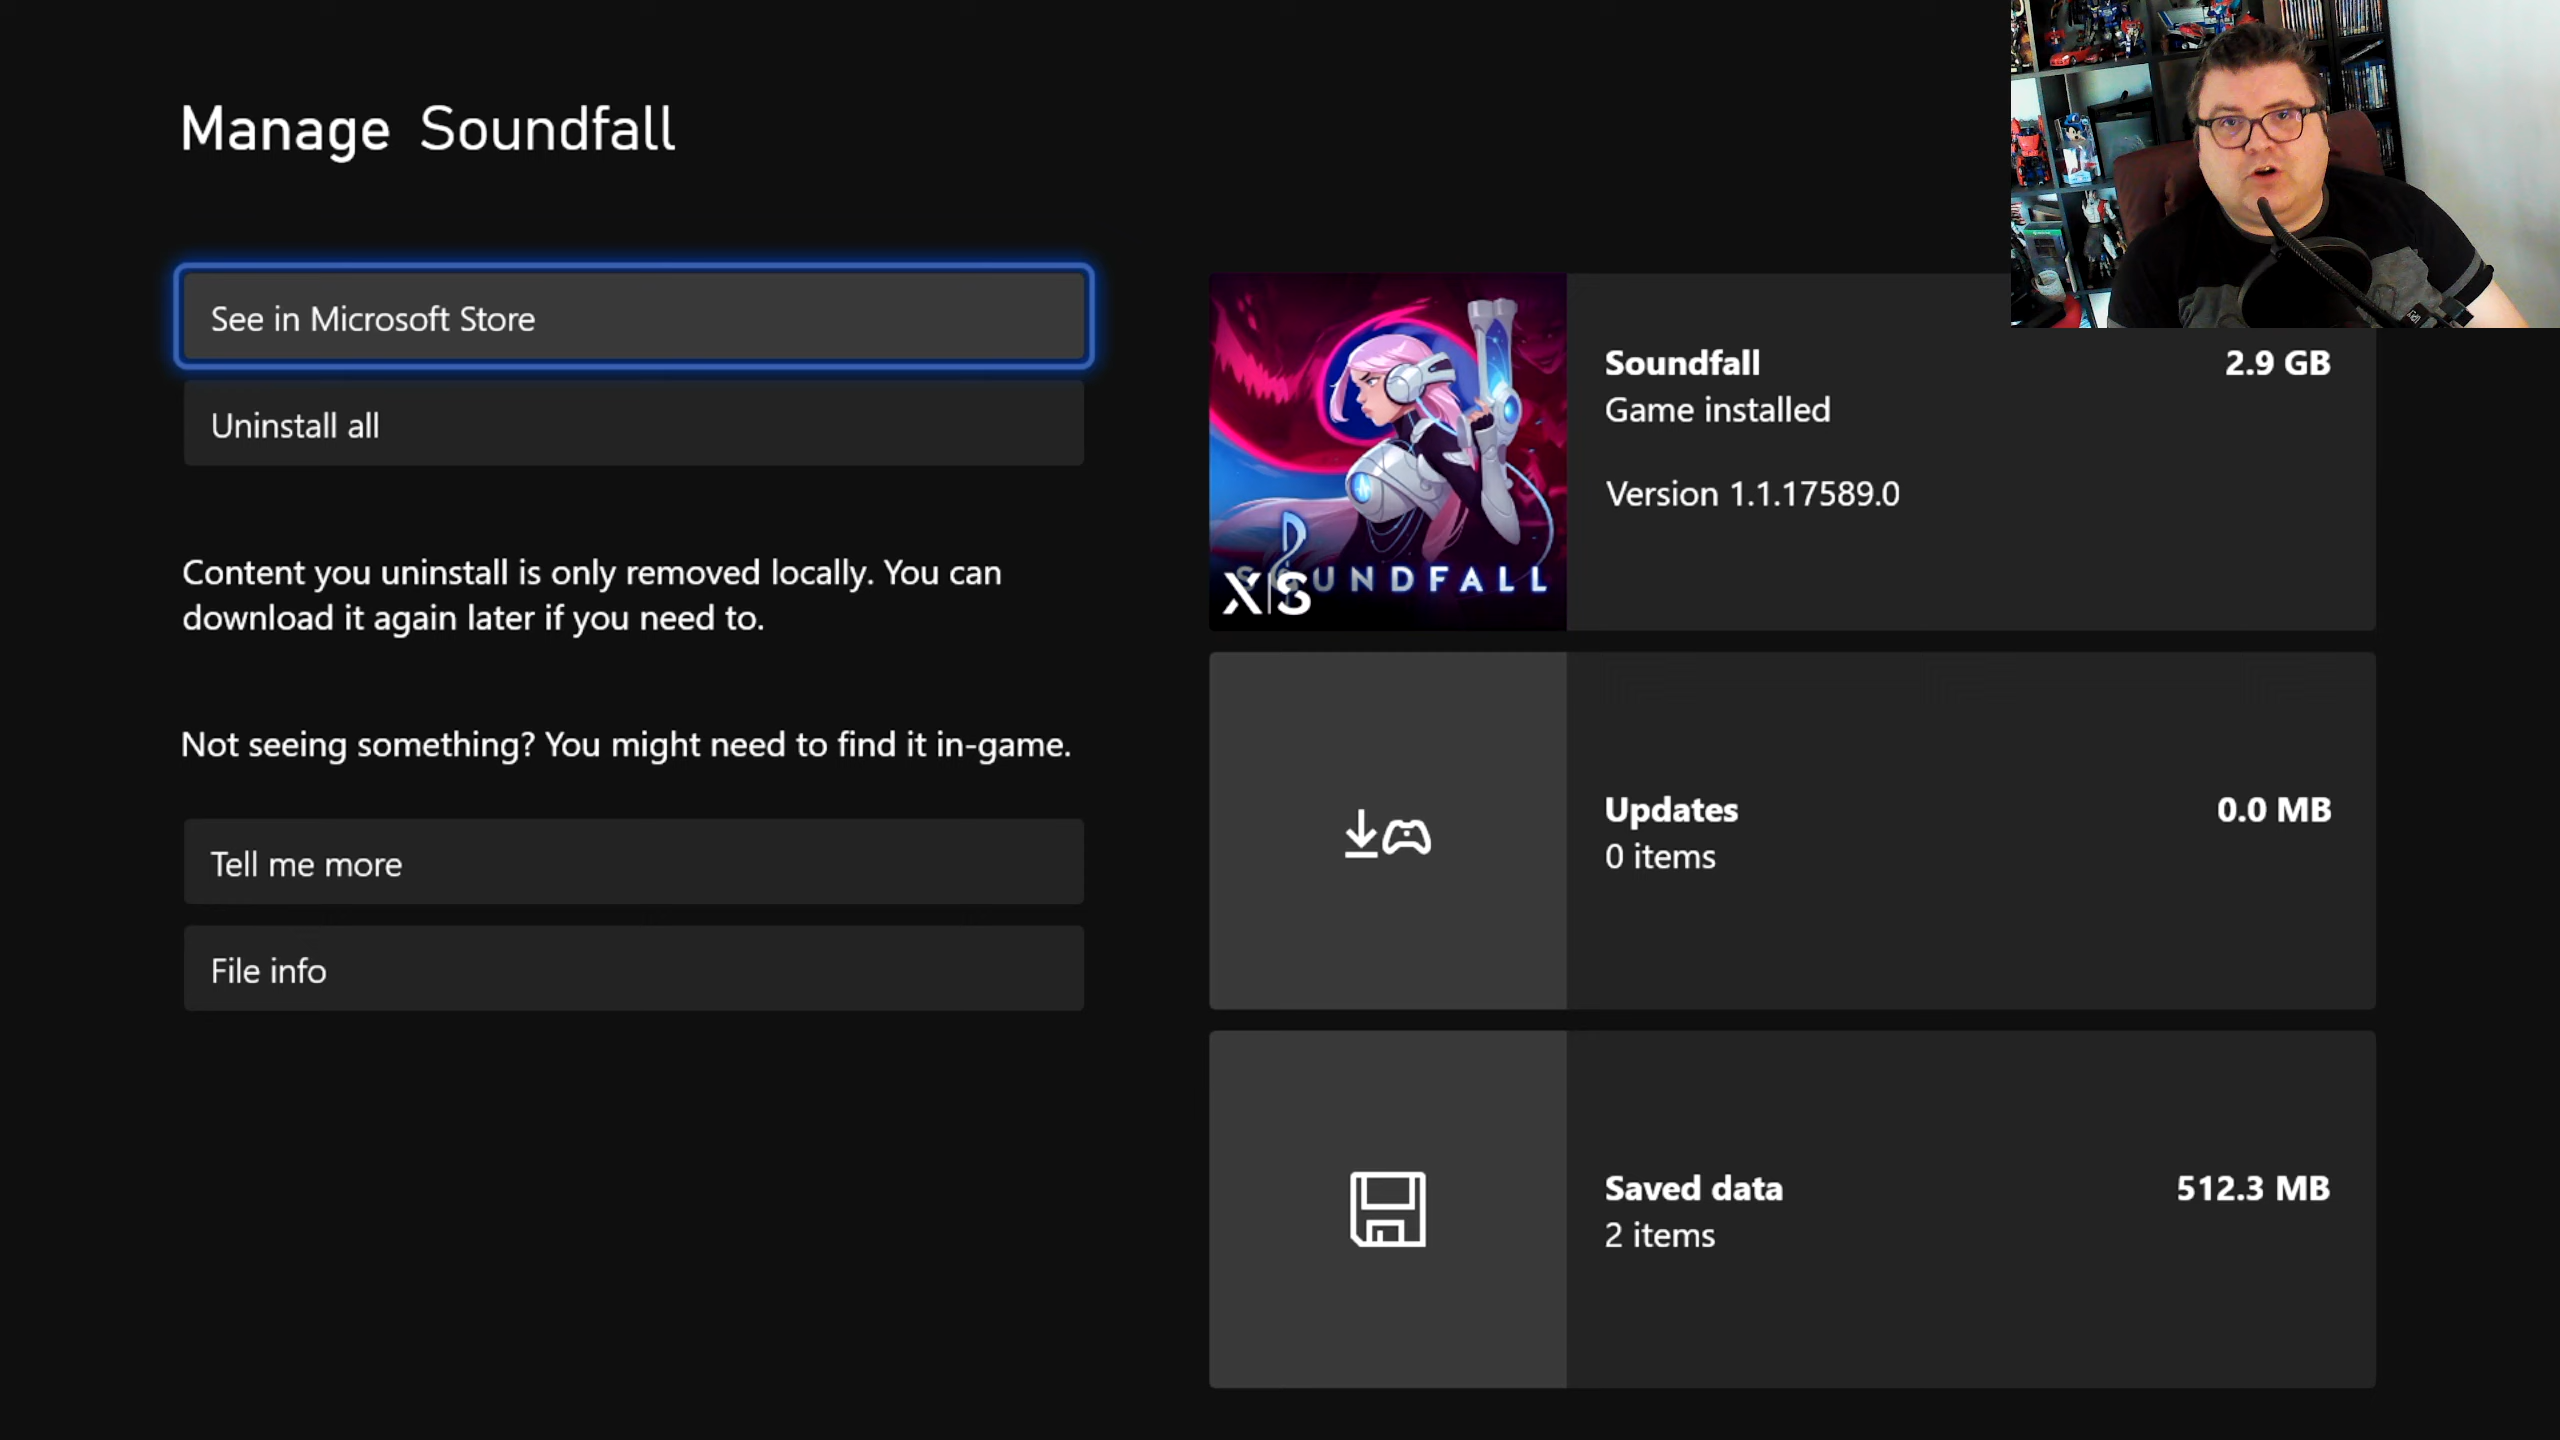 Manage Soundfall
See in Microsoft Store
Uninstall all
Content you uninstall is only removed locally. You can
download it again later if you need to.
Not seeing something? You might need to find it in-game.
Tell me more
File info
SOUNDFALL
X|S
Soundfall
2.9 GB
Game installed
Version 1.1.17589.0
Updates
0.0 MB
0 items
Saved data
512.3 MB
2 items